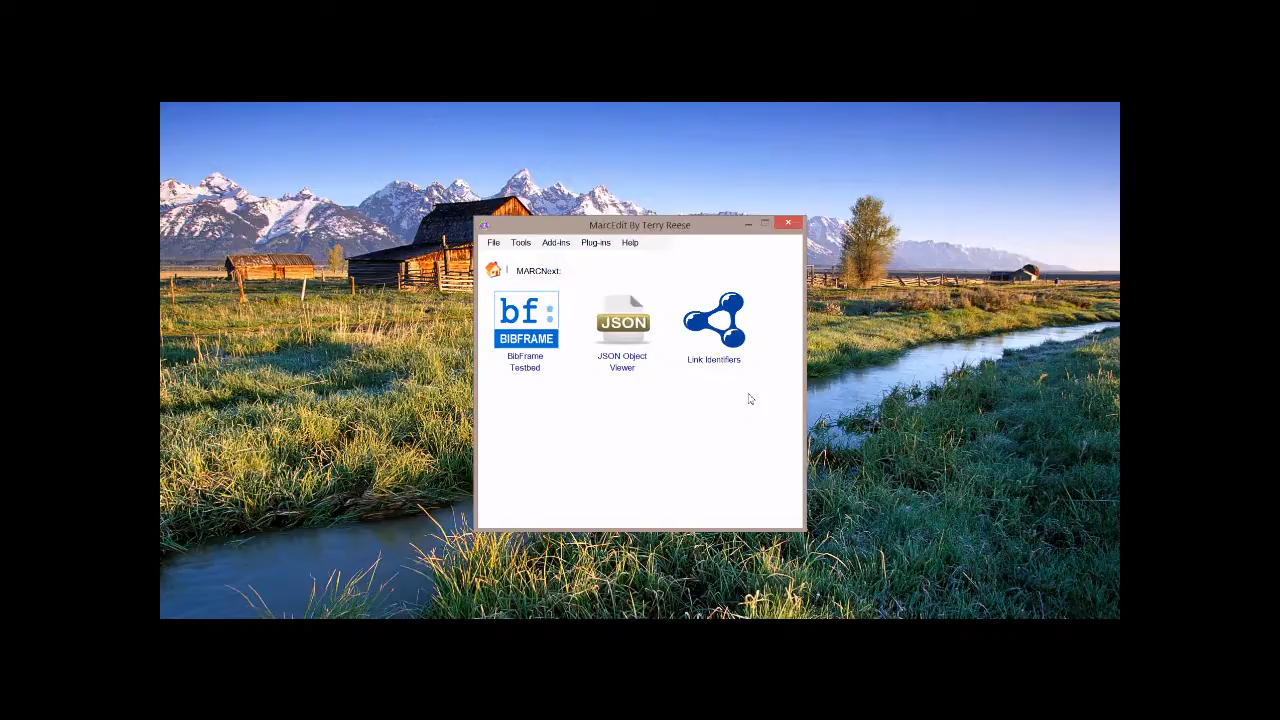 MarcEdit By Terry Reese
File Tools Add-ins Plug-ins Help
MARCNext:
bf:
BIBFRAME
JSON
BibFrame
Testbed
JSON Object
Viewer
Link Identifiers